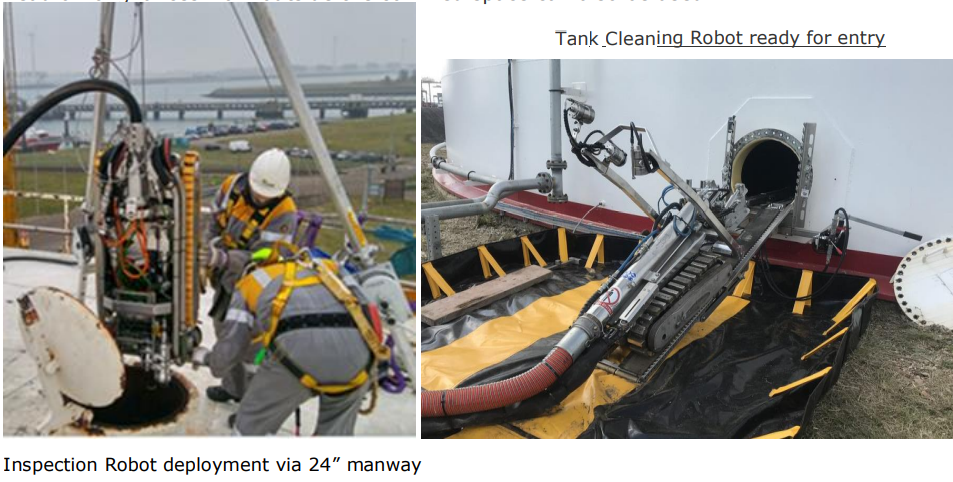 Tank Cleaning Robot ready for entry
Inspection Robot deployment via 24” manway